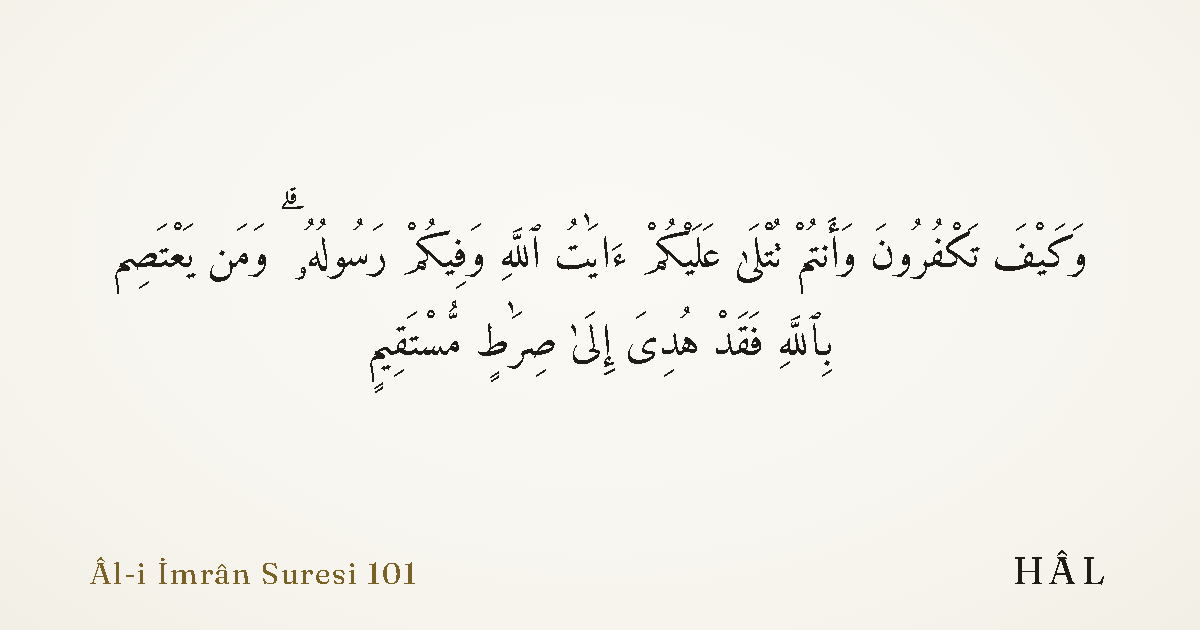 وَكَيْفَ تَكْفُرُونَ وَأَنتُمْ تُتْلَىٰ عَلَيْكُمْ ءَايَـٰتُ ٱللَّهِ وَفِيكُمْ رَسُولُهُۥ ۗ وَمَن يَعْتَصِم
بِٱللَّهِ فَقَدْ هُدِىَ إِلَىٰ صِرَٰطٍ مُّسْتَقِيمٍ
Âl-i İmrân Suresi 101
HÂL